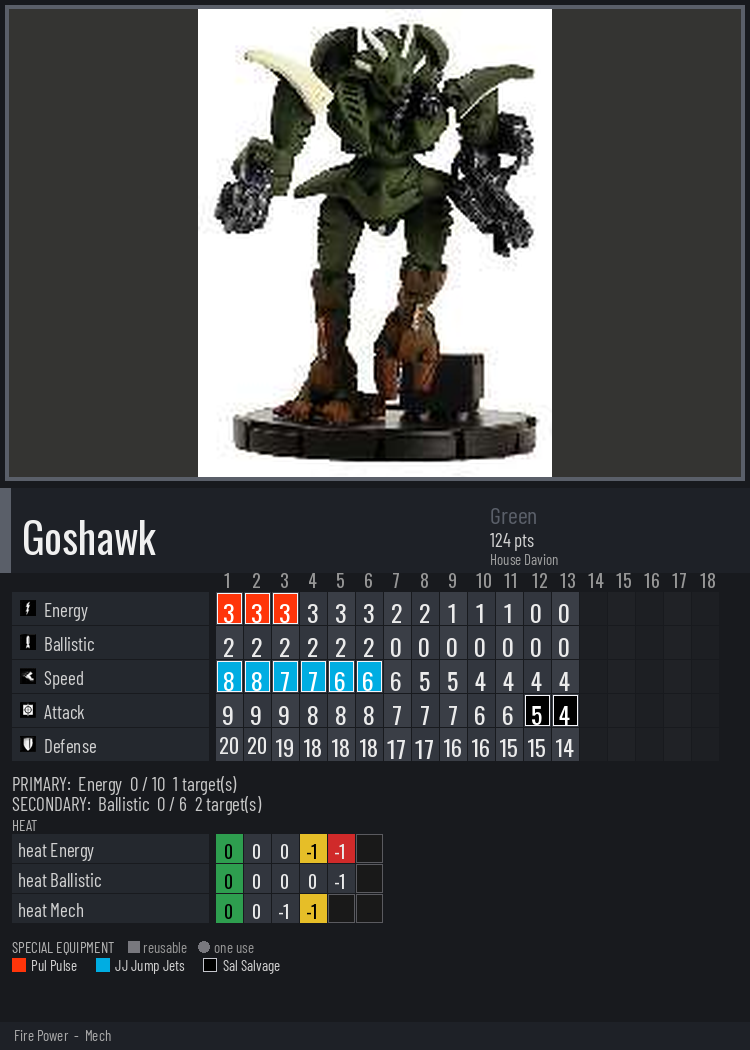 Goshawk
Green
124 pts
House Davion
1 2 3 4 5 6 7 8 9 10 11 12 13 14 15 16 17 18
Energy 3 3 3 3 3 3 2 2 1 1 1 0 0
Ballistic 2 2 2 2 2 2 0 0 0 0 0 0 0
Speed 8 8 7 7 6 6 6 5 5 4 4 4 4
Attack 9 9 9 8 8 8 7 7 7 6 6 5 4
Defense 20 20 19 18 18 18 17 17 16 16 15 15 14
PRIMARY: Energy 0 / 10 1 target(s)
SECONDARY: Ballistic 0 / 6 2 target(s)
HEAT
heat Energy 0 0 0 -1 -1
heat Ballistic 0 0 0 0 -1
heat Mech 0 0 -1 -1
SPECIAL EQUIPMENT reusable one use
Pul Pulse JJ Jump Jets Sal Salvage
Fire Power - Mech